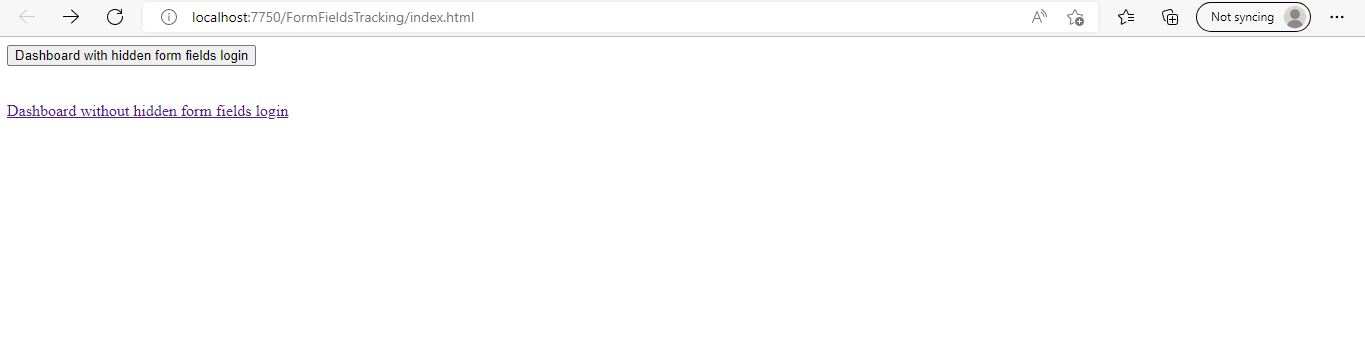 localhost:7750/FormFieldsTracking/index.html
Not syncing
Dashboard with hidden form fields login
Dashboard without hidden form fields login